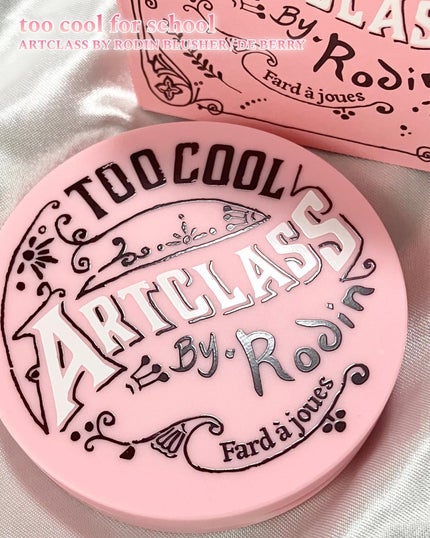 too cool for school
ARTCLASS BY RODIN BLUSHER / DE BERRY
By. Rodin
Fard à joues
TOO COOL
ARTCLASS
By. Rodin
Fard à joues